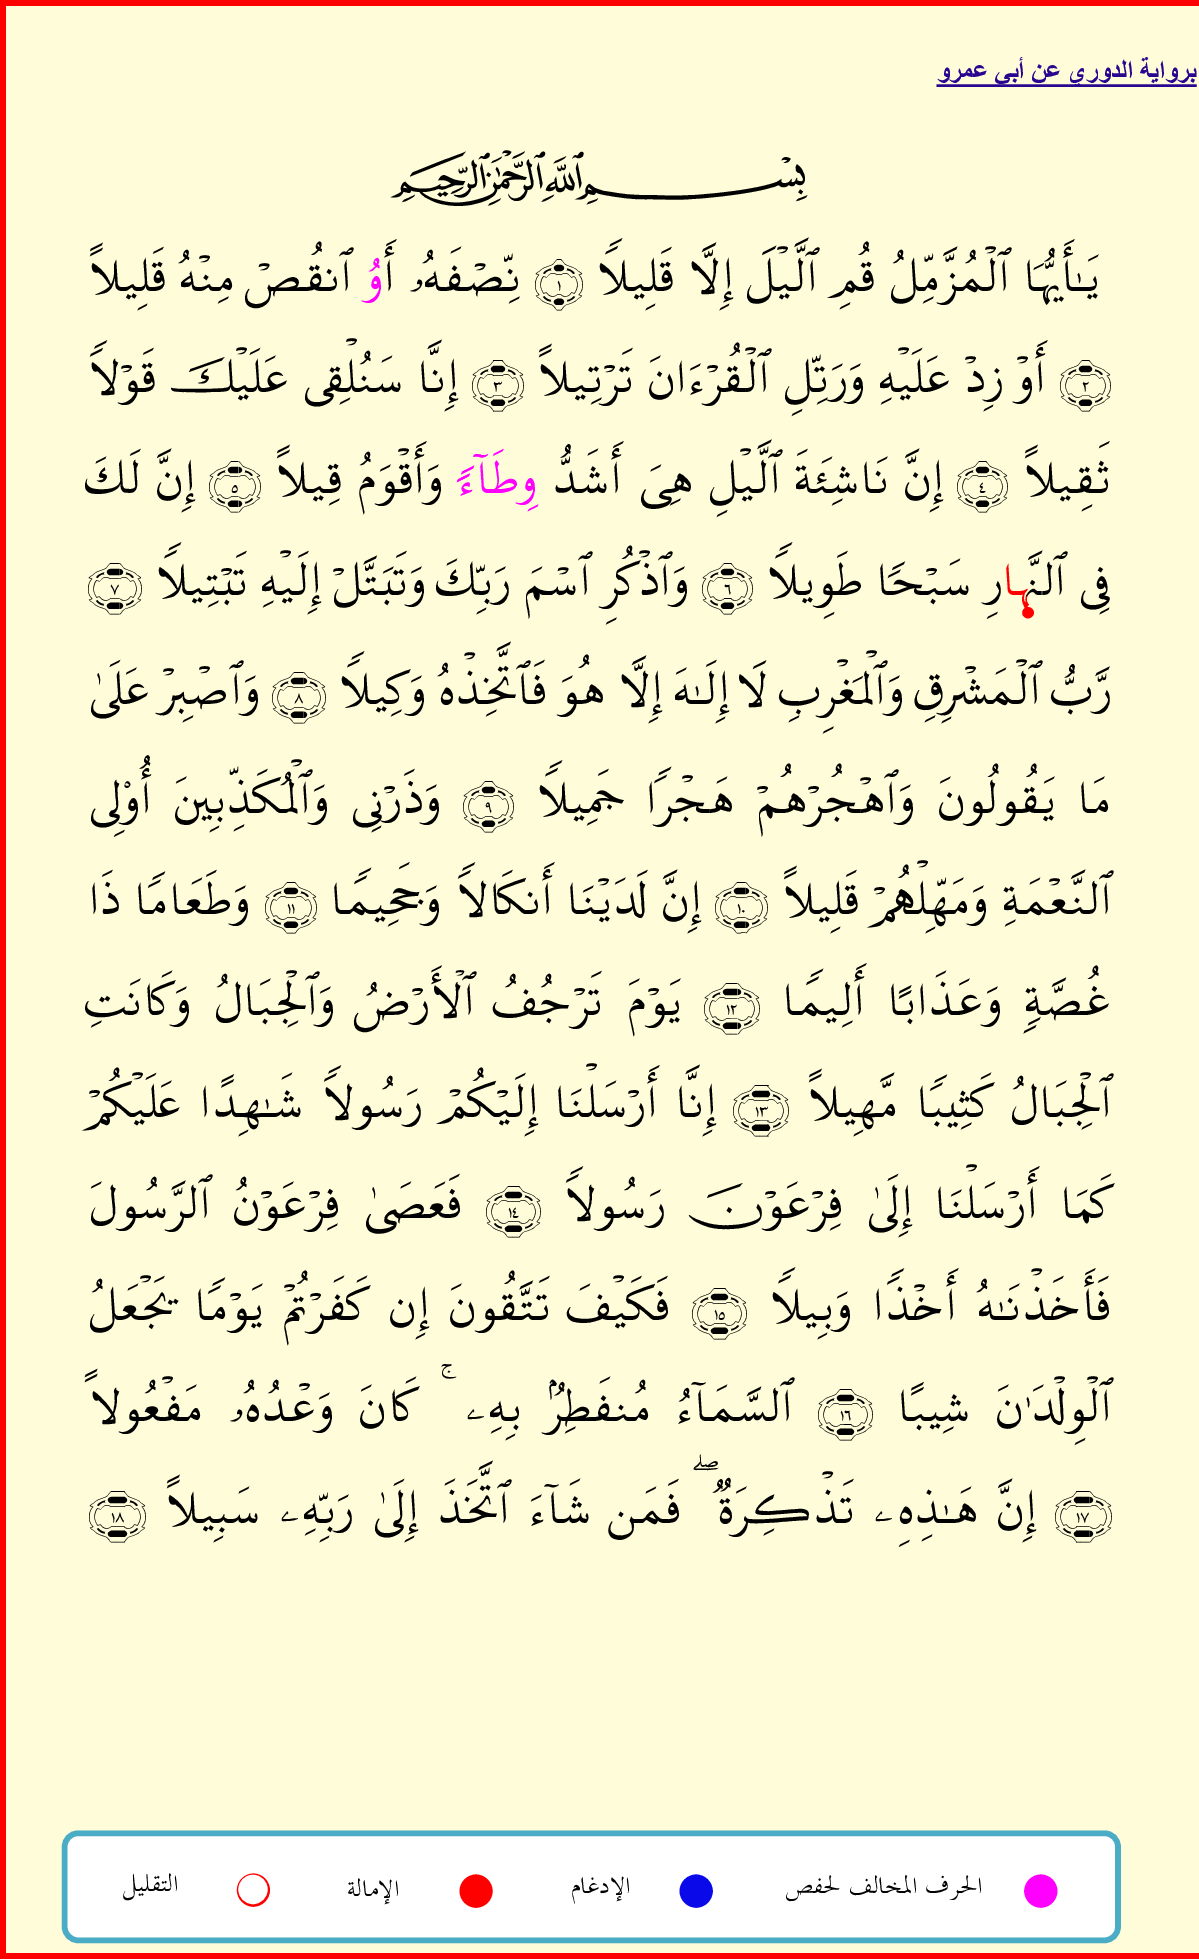 برواية الدوري عن أبي عمرو
بِسْمِ ٱللَّهِ ٱلرَّحْمَٰنِ ٱلرَّحِيمِ
يَـٰٓأَيُّهَا ٱلْمُزَّمِّلُ قُمِ ٱلَّيْلَ إِلَّا قَلِيلاً ١ نِّصْفَهُۥ أَوُ ٱنقُصْ مِنْهُ قَلِيلاً
٢ أَوْ زِدْ عَلَيْهِ وَرَتِّلِ ٱلْقُرْءَانَ تَرْتِيلاً ٣ إِنَّا سَنُلْقِى عَلَيْكَ قَوْلاً
ثَقِيلاً ٤ إِنَّ نَاشِئَةَ ٱلَّيْلِ هِىَ أَشَدُّ وِطَآءً وَأَقْوَمُ قِيلاً ٥ إِنَّ لَكَ
فِى ٱلنَّهارِ سَبْحًا طَوِيلاً ٦ وَٱذْكُرِ ٱسْمَ رَبِّكَ وَتَبَتَّلْ إِلَيْهِ تَبْتِيلاً ٧
رَّبُّ ٱلْمَشْرِقِ وَٱلْمَغْرِبِ لَا إِلَـٰهَ إِلَّا هُوَ فَٱتَّخِذْهُ وَكِيلاً ٨ وَٱصْبِرْ عَلَىٰ
مَا يَقُولُونَ وَٱهْجُرْهُمْ هَجْرًا جَمِيلاً ٩ وَذَرْنِى وَٱلْمُكَذِّبِينَ أُوْلِى
ٱلنَّعْمَةِ وَمَهِّلْهُمْ قَلِيلاً ١٠ إِنَّ لَدَيْنَا أَنكَالاً وَجَحِيمًا ١١ وَطَعَامًا ذَا
غُصَّةٍ وَعَذَابًا أَلِيمًا ١٢ يَوْمَ تَرْجُفُ ٱلْأَرْضُ وَٱلْجِبَالُ وَكَانَتِ
ٱلْجِبَالُ كَثِيبًا مَّهِيلاً ١٣ إِنَّا أَرْسَلْنَا إِلَيْكُمْ رَسُولاً شَـٰهِدًا عَلَيْكُمْ
كَمَا أَرْسَلْنَا إِلَىٰ فِرْعَوْنَ رَسُولاً ١٤ فَعَصَىٰ فِرْعَوْنُ ٱلرَّسُولَ
فَأَخَذْنَـٰهُ أَخْذًا وَبِيلاً ١٥ فَكَيْفَ تَتَّقُونَ إِن كَفَرْتُمْ يَوْمًا يَجْعَلُ
ٱلْوِلْدَٰنَ شِيبًا ١٦ ٱلسَّمَآءُ مُنفَطِرٌۢ بِهِۦ ۚ كَانَ وَعْدُهُۥ مَفْعُولاً
١٧ إِنَّ هَـٰذِهِۦ تَذْكِرَةٌ ۖ فَمَن شَآءَ ٱتَّخَذَ إِلَىٰ رَبِّهِۦ سَبِيلاً ١٨
الحرف المخالف لحفص الإدغام الإمالة التقليل